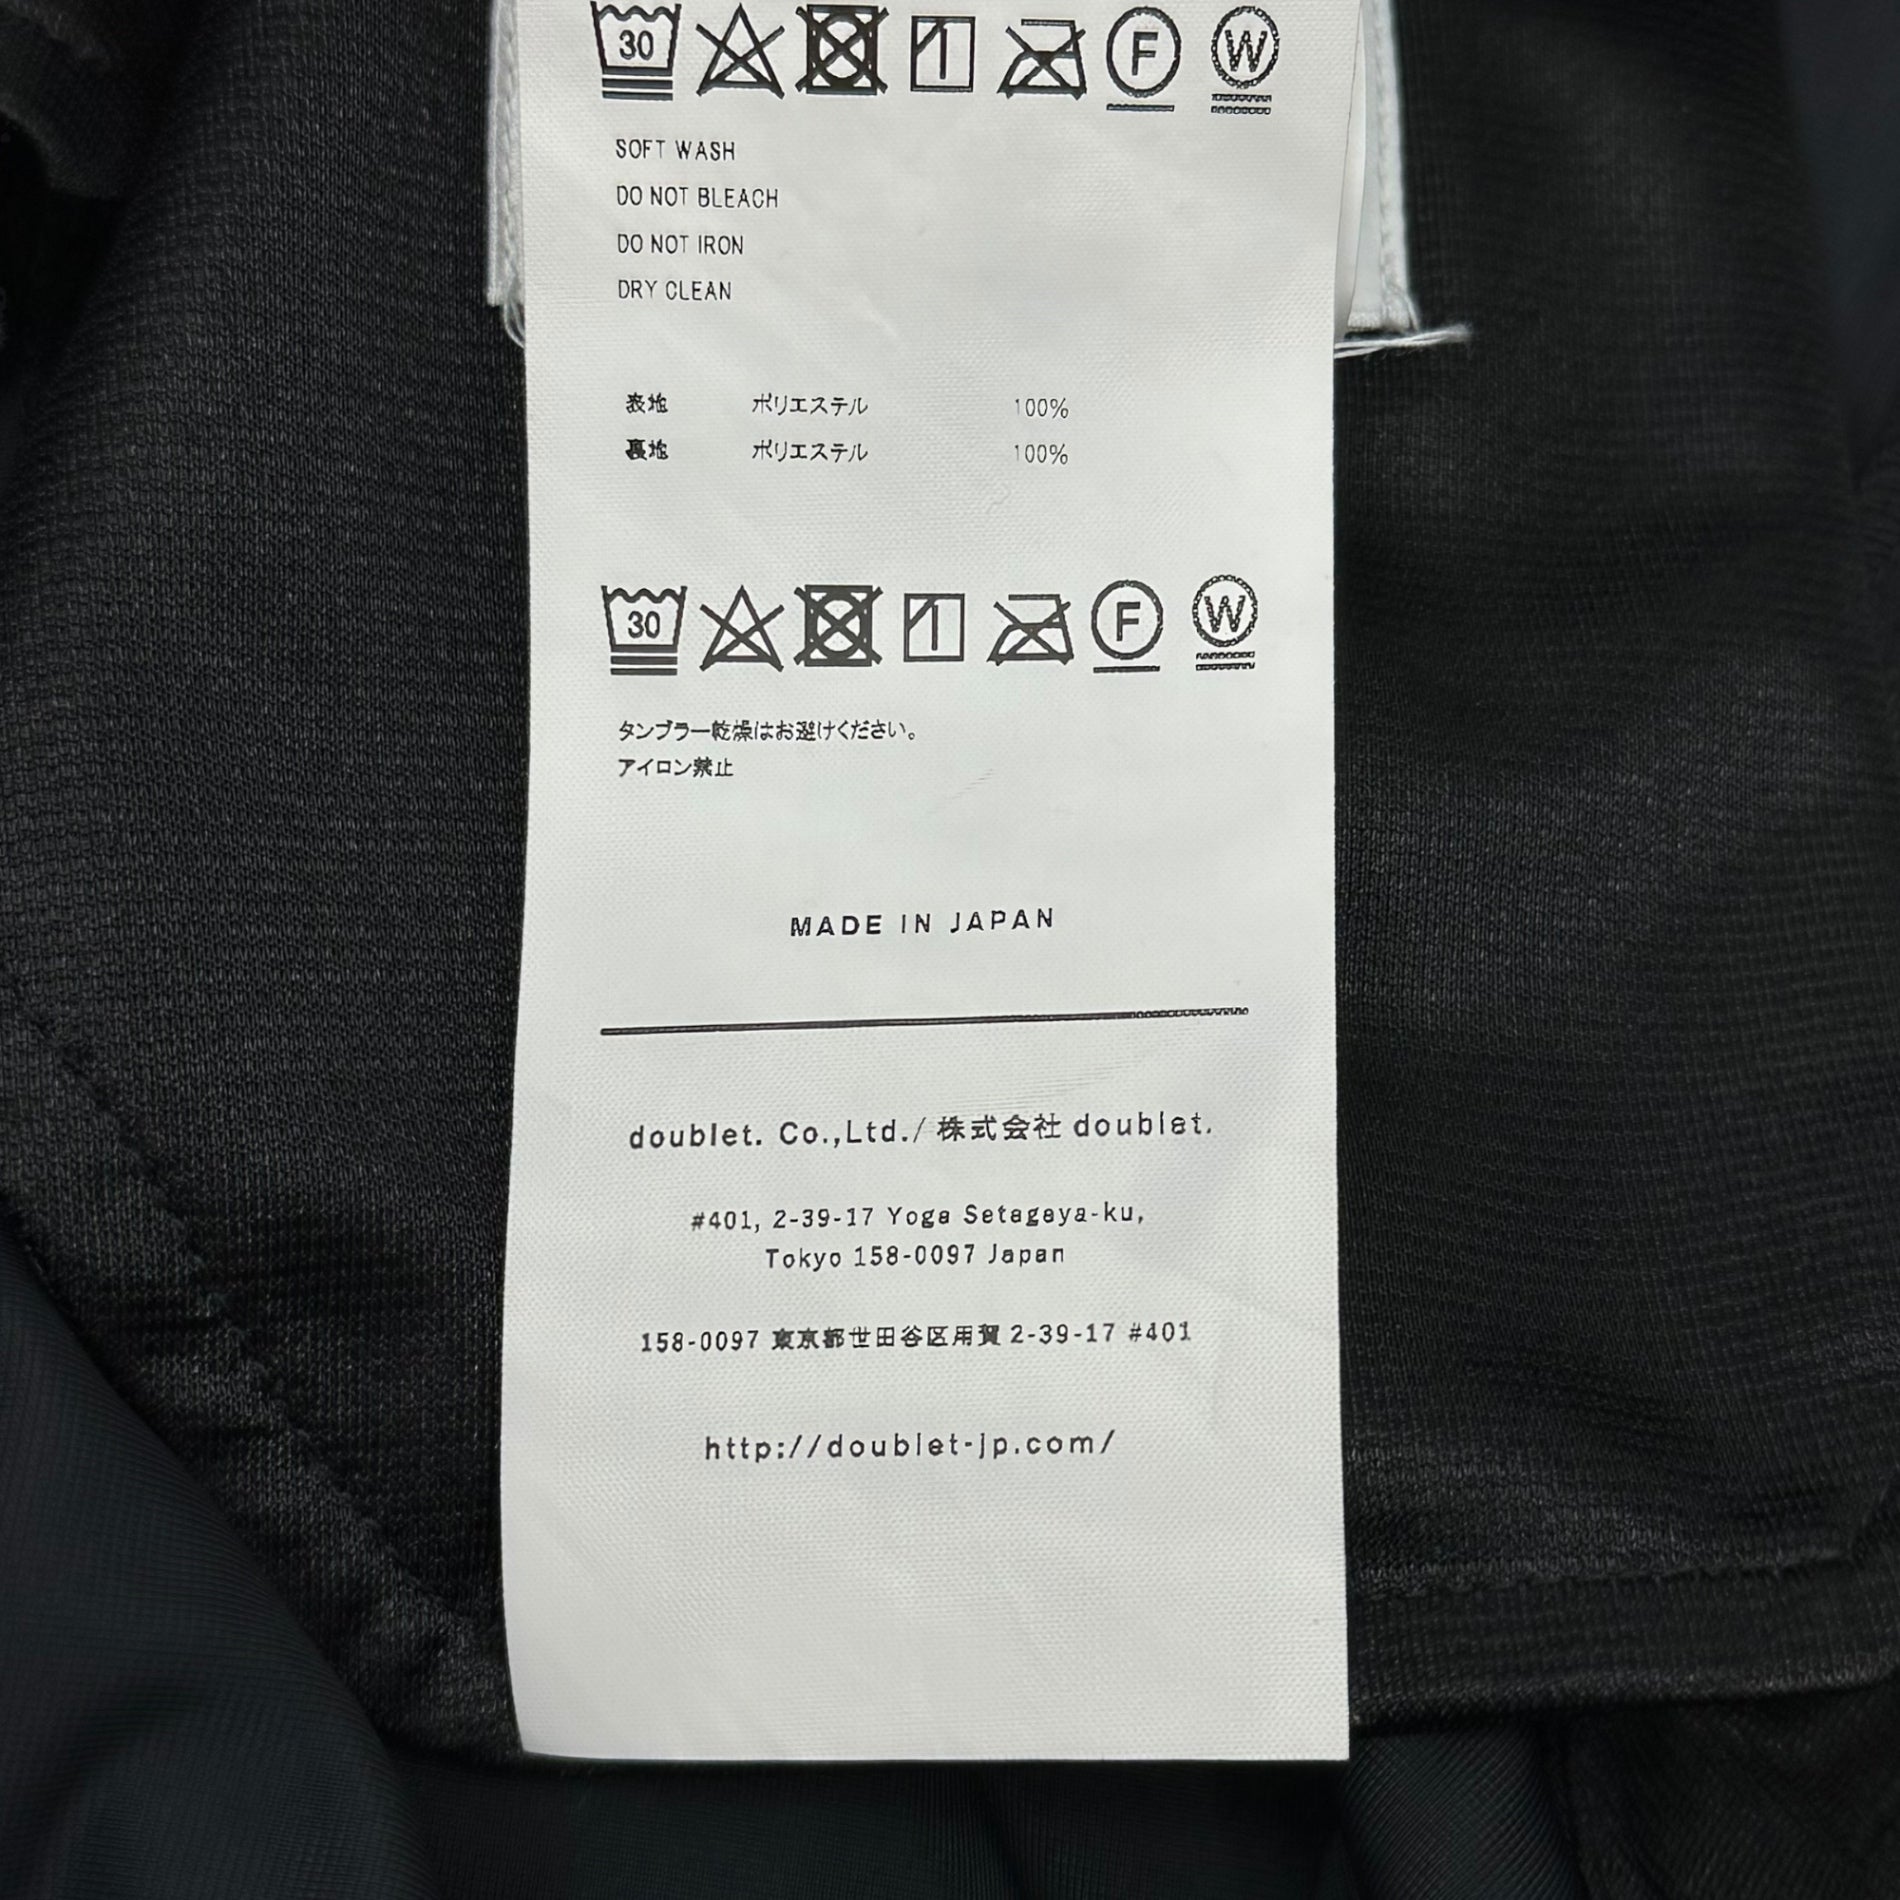 30 F W
SOFT WASH
DO NOT BLEACH
DO NOT IRON
DRY CLEAN
表地 ポリエステル 100%
裏地 ポリエステル 100%
30 F W
タンブラー乾燥はお避けください。
アイロン禁止
MADE IN JAPAN
doublet. Co.,Ltd./ 株式会社 doublet.
#401, 2-39-17 Yoga Setagaya-ku,
Tokyo 158-0097 Japan
158-0097 東京都世田谷区用賀 2-39-17 #401
http://doublet-jp.com/